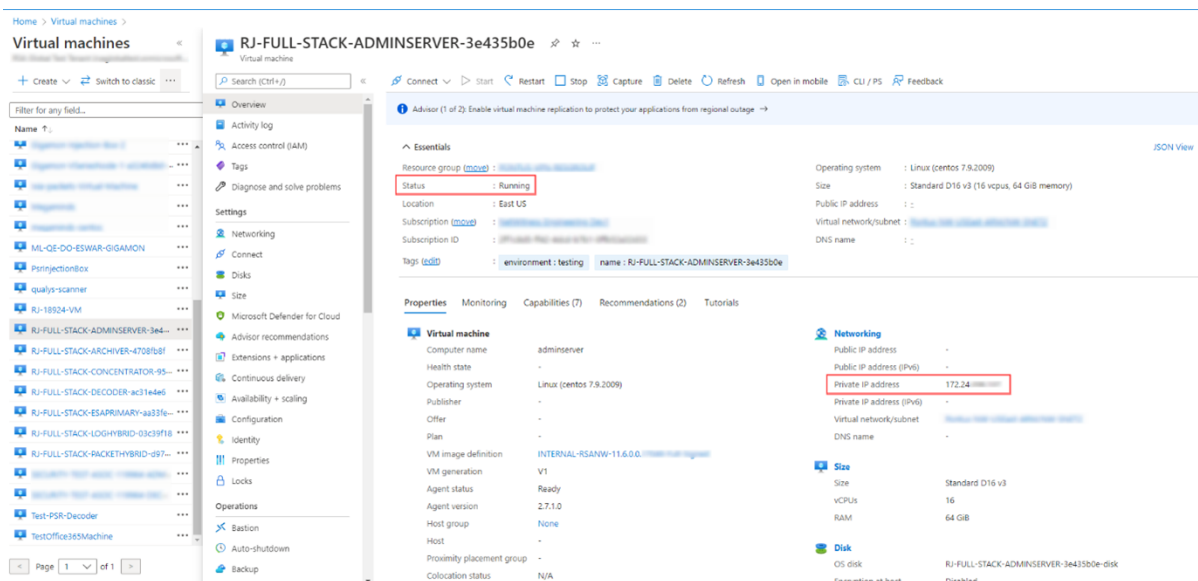 Home > Virtual machines >
Virtual machines
Create
Switch to classic
Filter for any field...
Name
ML-QE-DO-ESWAR-GIGAMON
PsrInjectionBox
qualys-scanner
RJ-18924-VM
RJ-FULL-STACK-ADMINSERVER-3e4...
RJ-FULL-STACK-ARCHIVER-4708fb8f
RJ-FULL-STACK-CONCENTRATOR-95...
RJ-FULL-STACK-DECODER-ac31e4e6
RJ-FULL-STACK-ESAPRIMARY-aa33fe...
RJ-FULL-STACK-LOGHYBRID-03c39f18
RJ-FULL-STACK-PACKETHYBRID-d97...
Test-PSR-Decoder
TestOffice365Machine
< Page 1 of 1 >
RJ-FULL-STACK-ADMINSERVER-3e435b0e
Virtual machine
Search (Ctrl+/)
Overview
Activity log
Access control (IAM)
Tags
Diagnose and solve problems
Settings
Networking
Connect
Disks
Size
Microsoft Defender for Cloud
Advisor recommendations
Extensions + applications
Continuous delivery
Availability + scaling
Configuration
Identity
Properties
Locks
Operations
Bastion
Auto-shutdown
Backup
Connect Start Restart Stop Capture Delete Refresh Open in mobile CLI / PS Feedback
Advisor (1 of 2): Enable virtual machine replication to protect your applications from regional outage →
Essentials
JSON View
Resource group (move) :
Status : Running
Location : East US
Subscription (move) :
Subscription ID :
Tags (edit) : environment : testing name : RJ-FULL-STACK-ADMINSERVER-3e435b0e
Operating system : Linux (centos 7.9.2009)
Size : Standard D16 v3 (16 vcpus, 64 GiB memory)
Public IP address : -
Virtual network/subnet :
DNS name : -
Properties Monitoring Capabilities (7) Recommendations (2) Tutorials
Virtual machine
Computer name adminserver
Health state -
Operating system Linux (centos 7.9.2009)
Publisher -
Offer -
Plan -
VM image definition INTERNAL-RSANW-11.6.0.0.
VM generation V1
Agent status Ready
Agent version 2.7.1.0
Host group None
Host -
Proximity placement group -
Colocation status N/A
Networking
Public IP address -
Public IP address (IPv6) -
Private IP address 172.24
Private IP address (IPv6) -
Virtual network/subnet
DNS name -
Size
Size Standard D16 v3
vCPUs 16
RAM 64 GiB
Disk
OS disk RJ-FULL-STACK-ADMINSERVER-3e435b0e-disk
Encryption at host Disabled